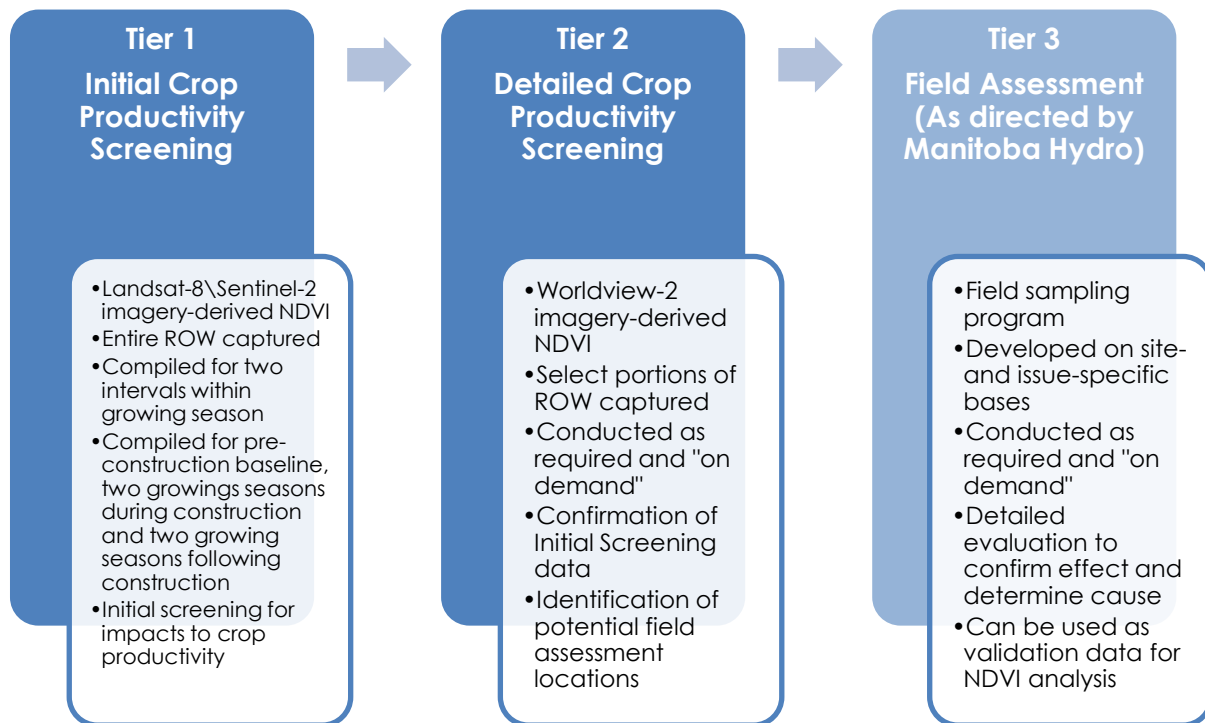 Tier 1
Initial Crop
Productivity
Screening
•Landsat-8\Sentinel-2
imagery-derived NDVI
•Entire ROW captured
•Compiled for two
intervals within
growing season
•Compiled for pre-
construction baseline,
two growings seasons
during construction
and two growing
seasons following
construction
•Initial screening for
impacts to crop
productivity
Tier 2
Detailed Crop
Productivity
Screening
•Worldview-2
imagery-derived
NDVI
•Select portions of
ROW captured
•Conducted as
required and "on
demand"
•Confirmation of
Initial Screening
data
•Identification of
potential field
assessment
locations
Tier 3
Field Assessment
(As directed by
Manitoba Hydro)
•Field sampling
program
•Developed on site-
and issue-specific
bases
•Conducted as
required and "on
demand"
•Detailed
evaluation to
confirm effect and
determine cause
•Can be used as
validation data for
NDVI analysis